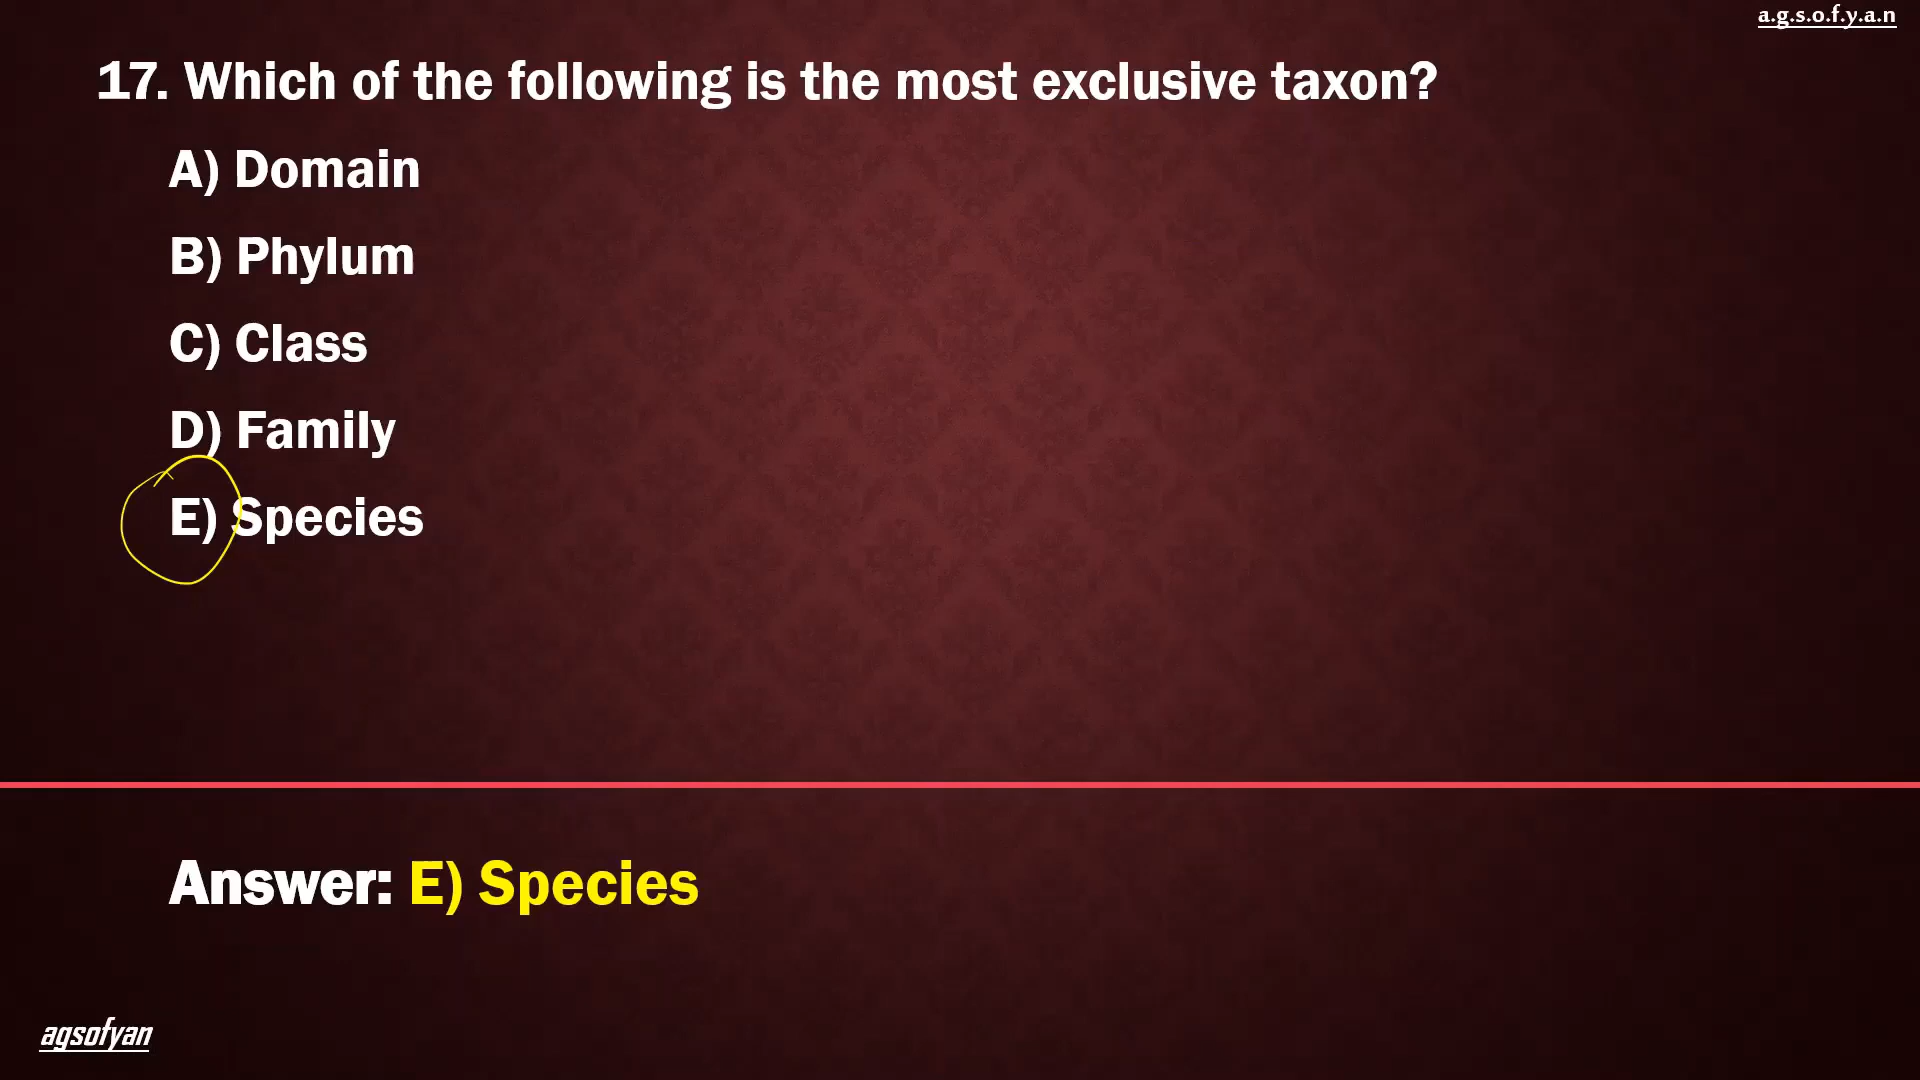 a.g.s.o.f.y.a.n
17. Which of the following is the most exclusive taxon?
A) Domain
B) Phylum
C) Class
D) Family
E) Species
Answer: E) Species
agsofyan